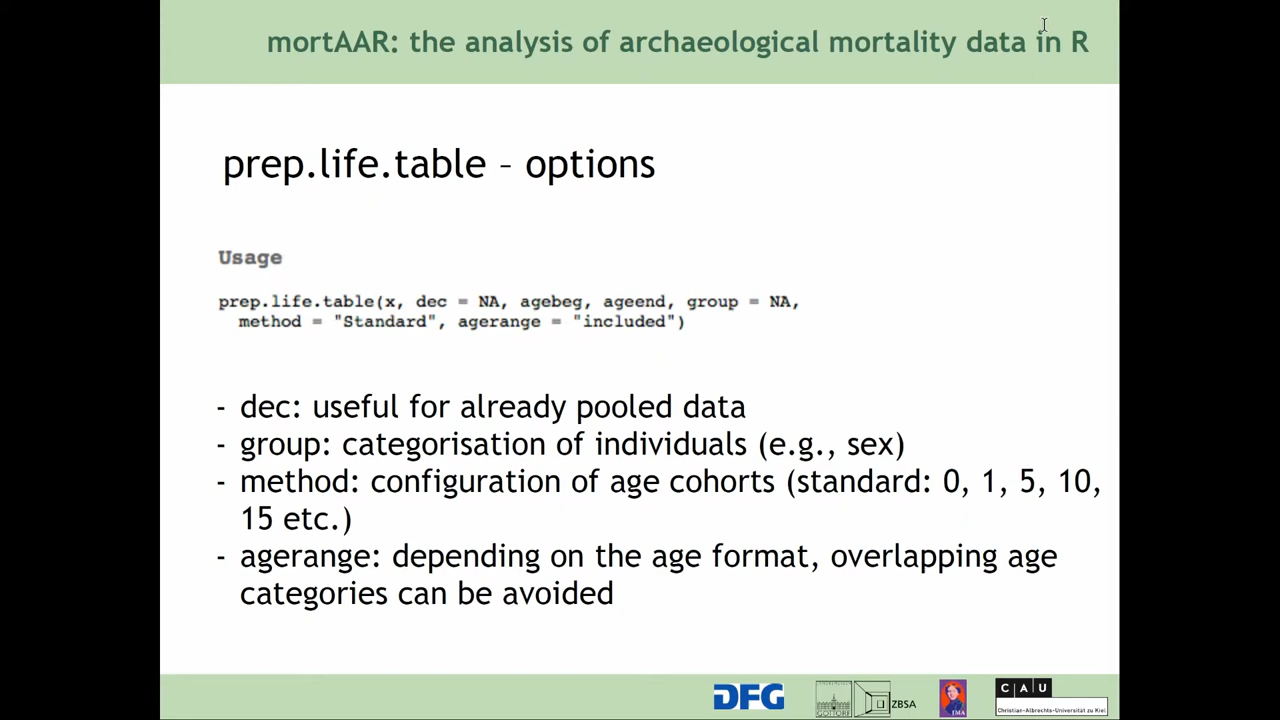 mortAAR: the analysis of archaeological mortality data in R
prep.life.table – options
Usage
prep.life.table(x, dec = NA, agebeg, ageend, group = NA,
method = "Standard", agerange = "included")
- dec: useful for already pooled data
- group: categorisation of individuals (e.g., sex)
- method: configuration of age cohorts (standard: 0, 1, 5, 10,
15 etc.)
- agerange: depending on the age format, overlapping age
categories can be avoided
DFG
GOTTORF
ZBSA
JMA
CAU
Christian-Albrechts-Universität zu Kiel